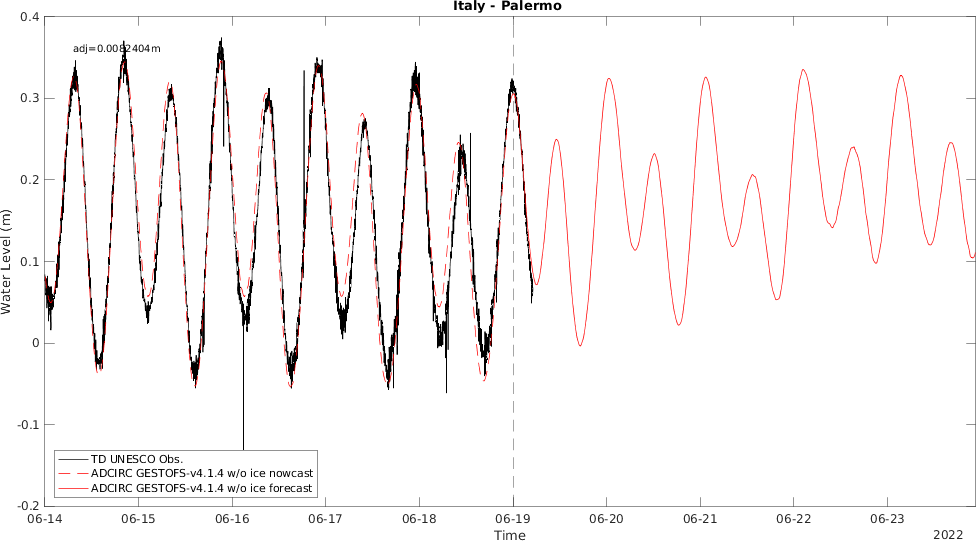 Italy - Palermo
adj=0.0082404m
Water Level (m)
0.4
0.3
0.2
0.1
0
-0.1
-0.2
TD UNESCO Obs.
ADCIRC GESTOFS-v4.1.4 w/o ice nowcast
ADCIRC GESTOFS-v4.1.4 w/o ice forecast
06-14 06-15 06-16 06-17 06-18 06-19 06-20 06-21 06-22 06-23
Time
2022